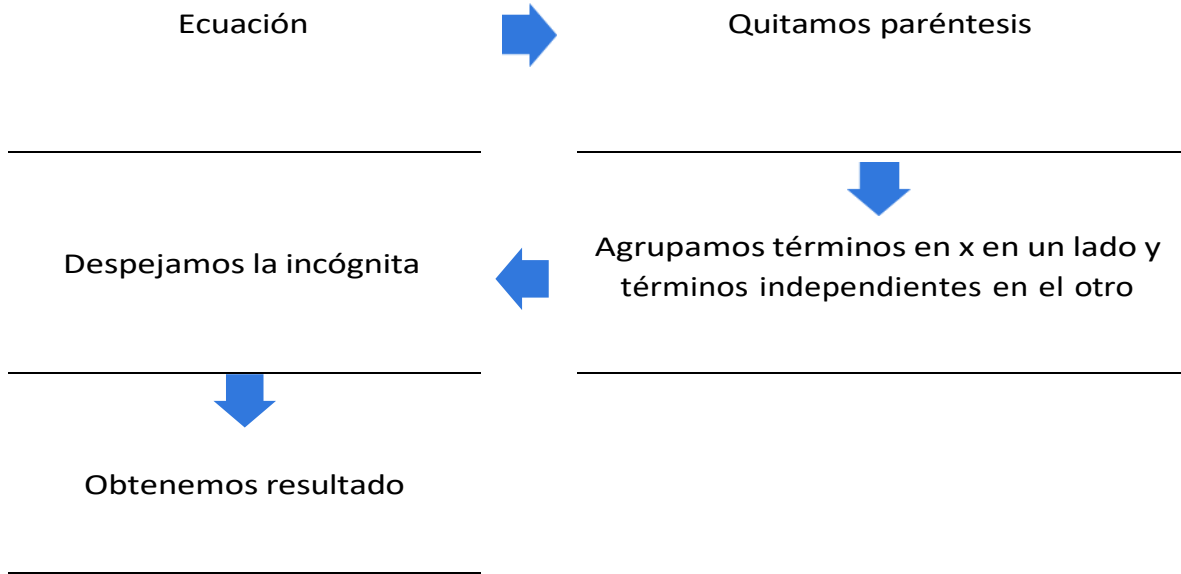 Ecuación
Quitamos paréntesis
Agrupamos términos en x en un lado y
términos independientes en el otro
Despejamos la incógnita
Obtenemos resultado